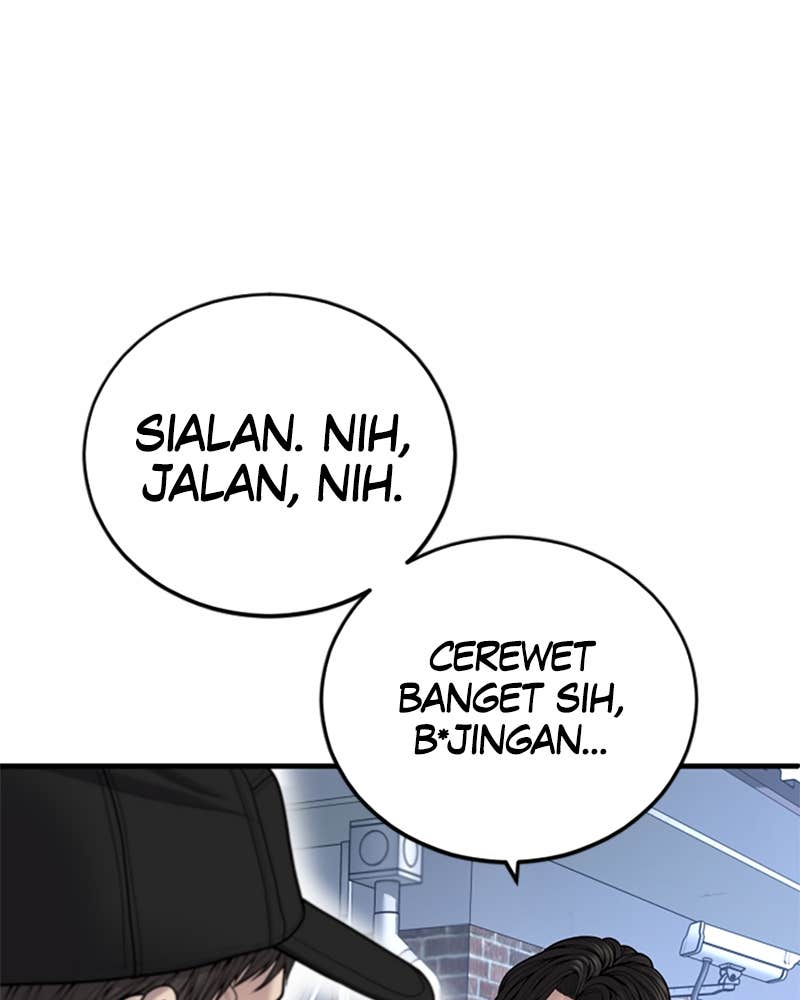 SIALAN. NIH,
JALAN, NIH.
CEREWET
BANGET SIH,
B*JINGAN...